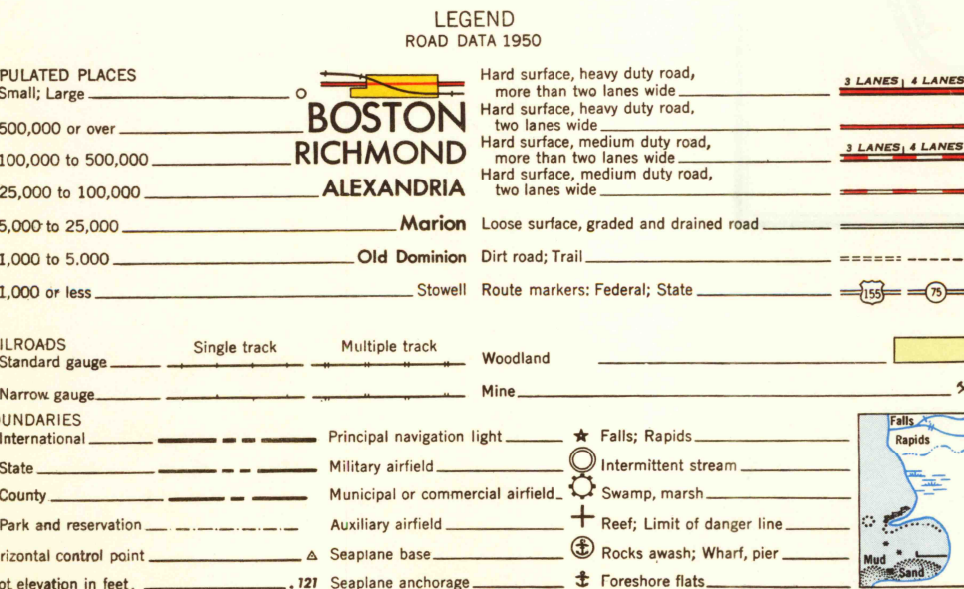 LEGEND
ROAD DATA 1950
PULATED PLACES
Small; Large
500,000 or over
BOSTON
100,000 to 500,000
RICHMOND
25,000 to 100,000
ALEXANDRIA
5,000 to 25,000
Marion
1,000 to 5.000
Old Dominion
1,000 or less
Stowell
Hard surface, heavy duty road,
more than two lanes wide
3 LANES 4 LANES
Hard surface, heavy duty road,
two lanes wide
Hard surface, medium duty road,
more than two lanes wide
3 LANES 4 LANES
Hard surface, medium duty road,
two lanes wide
Loose surface, graded and drained road
Dirt road; Trail
Route markers: Federal; State
155
75
ILROADS
Single track
Multiple track
Standard gauge
Narrow gauge
Woodland
Mine
UNDARIES
International
State
County
Park and reservation
rizontal control point
ot elevation in feet
.121
Principal navigation light
Military airfield
Municipal or commercial airfield
Auxiliary airfield
Seaplane base
Seaplane anchorage
Falls; Rapids
Intermittent stream
Swamp, marsh
Reef; Limit of danger line
Rocks awash; Wharf, pier
Foreshore flats
Falls
Rapids
Mud
Sand